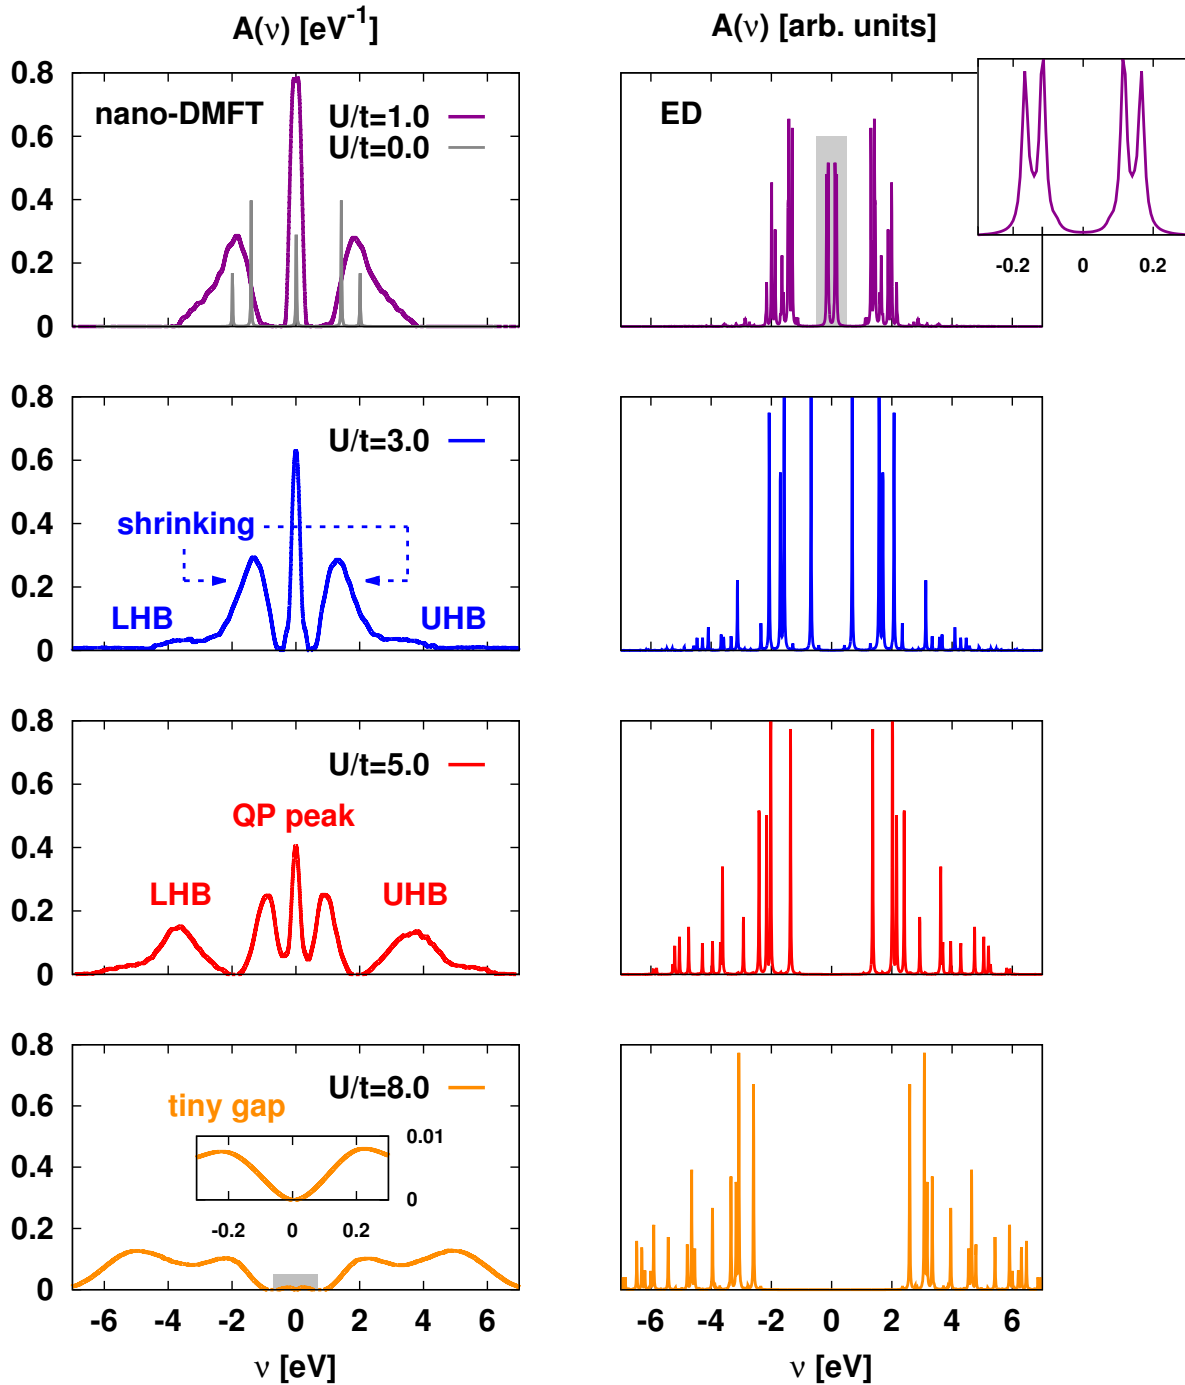 A(ν) [eV⁻¹]
A(ν) [arb. units]
0.8
0.6
0.4
0.2
0
nano-DMFT
U/t=1.0
U/t=0.0
ED
-0.2 0 0.2
0.8
0.6
0.4
0.2
0
U/t=3.0
shrinking
LHB
UHB
0.8
0.6
0.4
0.2
0
U/t=5.0
QP peak
LHB
UHB
0.8
0.6
0.4
0.2
0
U/t=8.0
tiny gap
0.01
0
-0.2 0 0.2
-6 -4 -2 0 2 4 6
-6 -4 -2 0 2 4 6
ν [eV]
ν [eV]